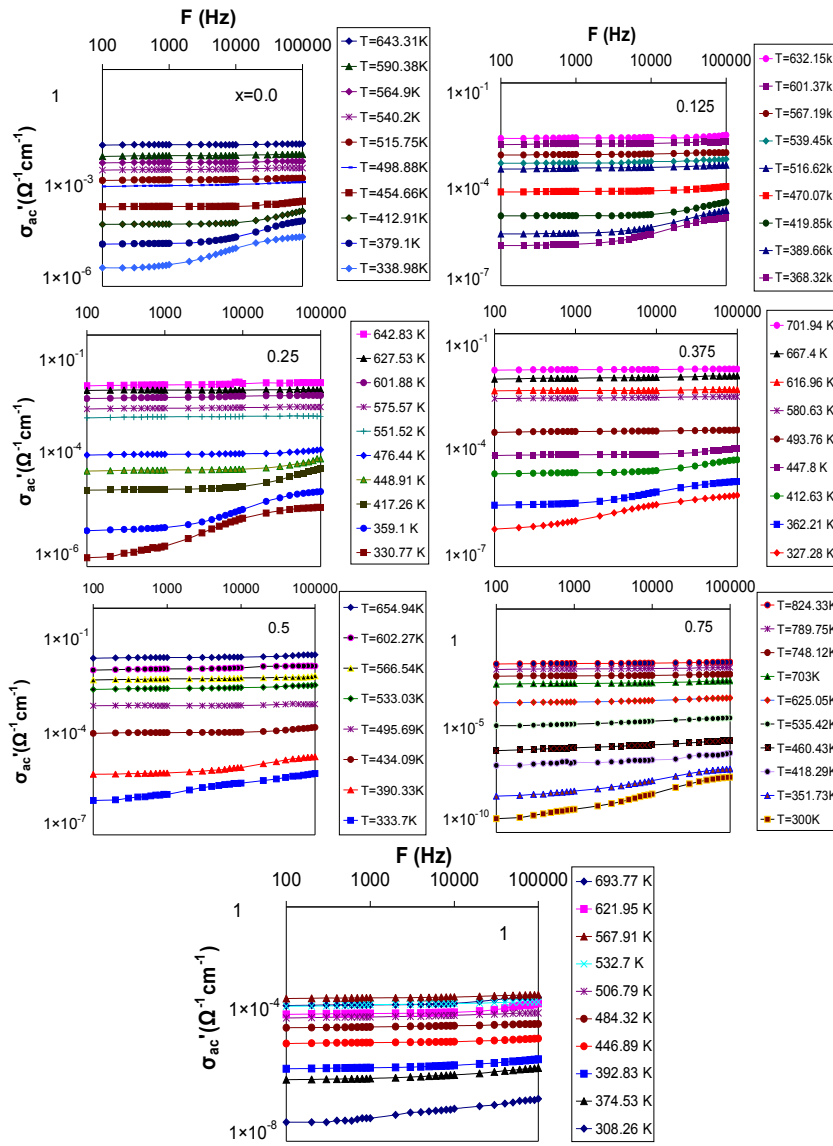 F (Hz)
100 1000 10000 100000
1
1×10⁻³
1×10⁻⁶
σac'(Ω⁻¹cm⁻¹)
x=0.0
T=643.31K
T=590.38K
T=564.9K
T=540.2K
T=515.75K
T=498.88K
T=454.66K
T=412.91K
T=379.1K
T=338.98K
F (Hz)
100 1000 10000 100000
1×10⁻¹
1×10⁻⁴
1×10⁻⁷
0.125
T=632.15k
T=601.37k
T=567.19k
T=539.45k
T=516.62k
T=470.07k
T=419.85k
T=389.66k
T=368.32k
100 1000 10000 100000
1×10⁻¹
1×10⁻⁴
1×10⁻⁶
σac'(Ω⁻¹cm⁻¹)
0.25
642.83 K
627.53 K
601.88 K
575.57 K
551.52 K
476.44 K
448.91 K
417.26 K
359.1 K
330.77 K
100 1000 10000 100000
1×10⁻¹
1×10⁻⁴
1×10⁻⁷
0.375
701.94 K
667.4 K
616.96 K
580.63 K
493.76 K
447.8 K
412.63 K
362.21 K
327.28 K
100 1000 10000 100000
1×10⁻¹
1×10⁻⁴
1×10⁻⁷
σac'(Ω⁻¹cm⁻¹)
0.5
T=654.94K
T=602.27K
T=566.54K
T=533.03K
T=495.69K
T=434.09K
T=390.33K
T=333.7K
100 1000 10000 100000
1
1×10⁻⁵
1×10⁻¹⁰
0.75
T=824.33K
T=789.75K
T=748.12K
T=703K
T=625.05K
T=535.42K
T=460.43K
T=418.29K
T=351.73K
T=300K
F (Hz)
100 1000 10000 100000
1
1×10⁻⁴
1×10⁻⁸
σac'(Ω⁻¹cm⁻¹)
1
693.77 K
621.95 K
567.91 K
532.7 K
506.79 K
484.32 K
446.89 K
392.83 K
374.53 K
308.26 K